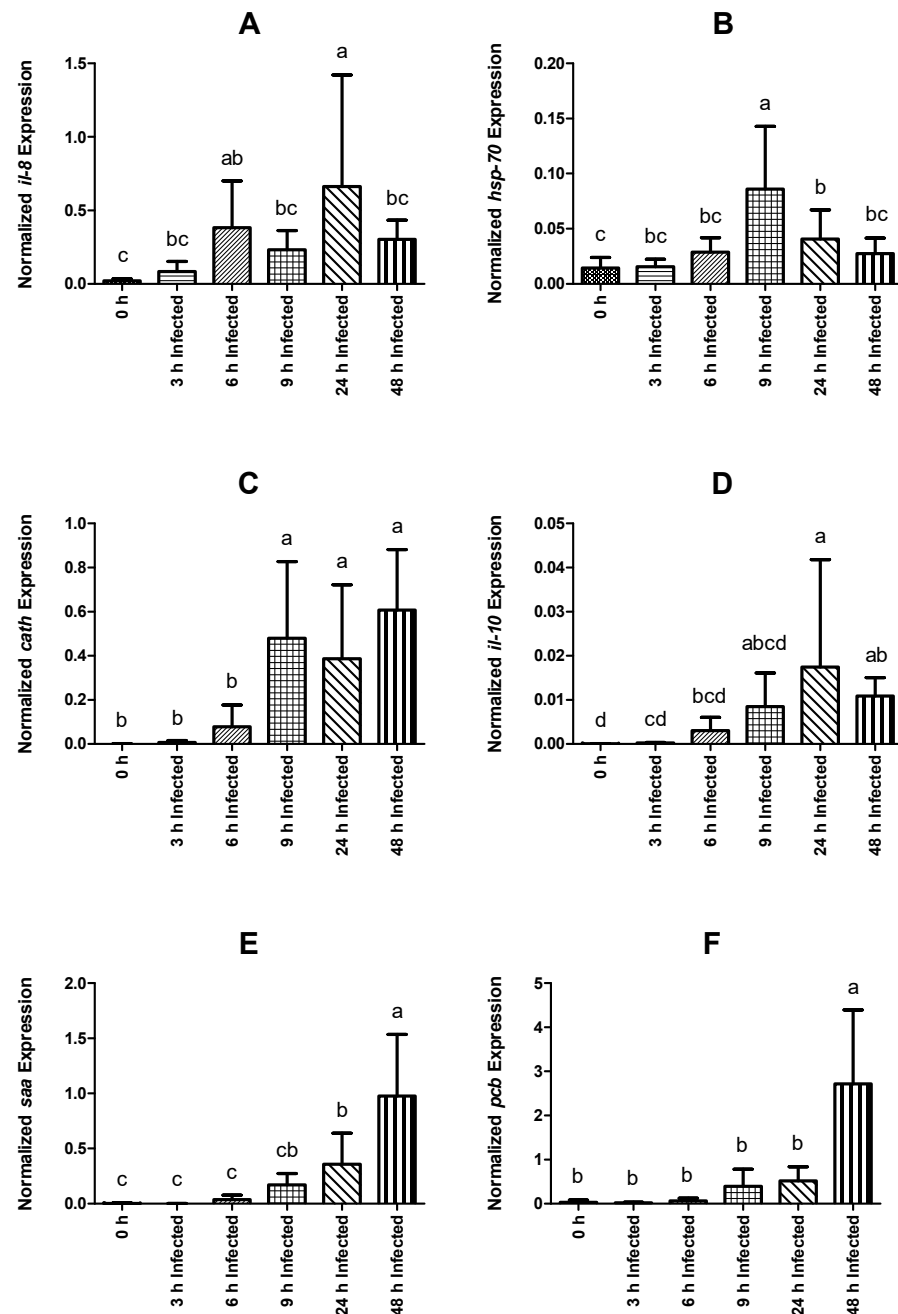 A
Normalized il-8 Expression
1.5
1.0
0.5
0.0
c
bc
ab
bc
a
bc
0 h
3 h Infected
6 h Infected
9 h Infected
24 h Infected
48 h Infected
B
Normalized hsp-70 Expression
0.20
0.15
0.10
0.05
0.00
c
bc
bc
a
b
bc
0 h
3 h Infected
6 h Infected
9 h Infected
24 h Infected
48 h Infected
C
Normalized cath Expression
1.0
0.8
0.6
0.4
0.2
0.0
b
b
b
a
a
a
0 h
3 h Infected
6 h Infected
9 h Infected
24 h Infected
48 h Infected
D
Normalized il-10 Expression
0.05
0.04
0.03
0.02
0.01
0.00
d
cd
bcd
abcd
a
ab
0 h
3 h Infected
6 h Infected
9 h Infected
24 h Infected
48 h Infected
E
Normalized saa Expression
2.0
1.5
1.0
0.5
0.0
c
c
c
cb
b
a
0 h
3 h Infected
6 h Infected
9 h Infected
24 h Infected
48 h Infected
F
Normalized pcb Expression
5
4
3
2
1
0
b
b
b
b
b
a
0 h
3 h Infected
6 h Infected
9 h Infected
24 h Infected
48 h Infected